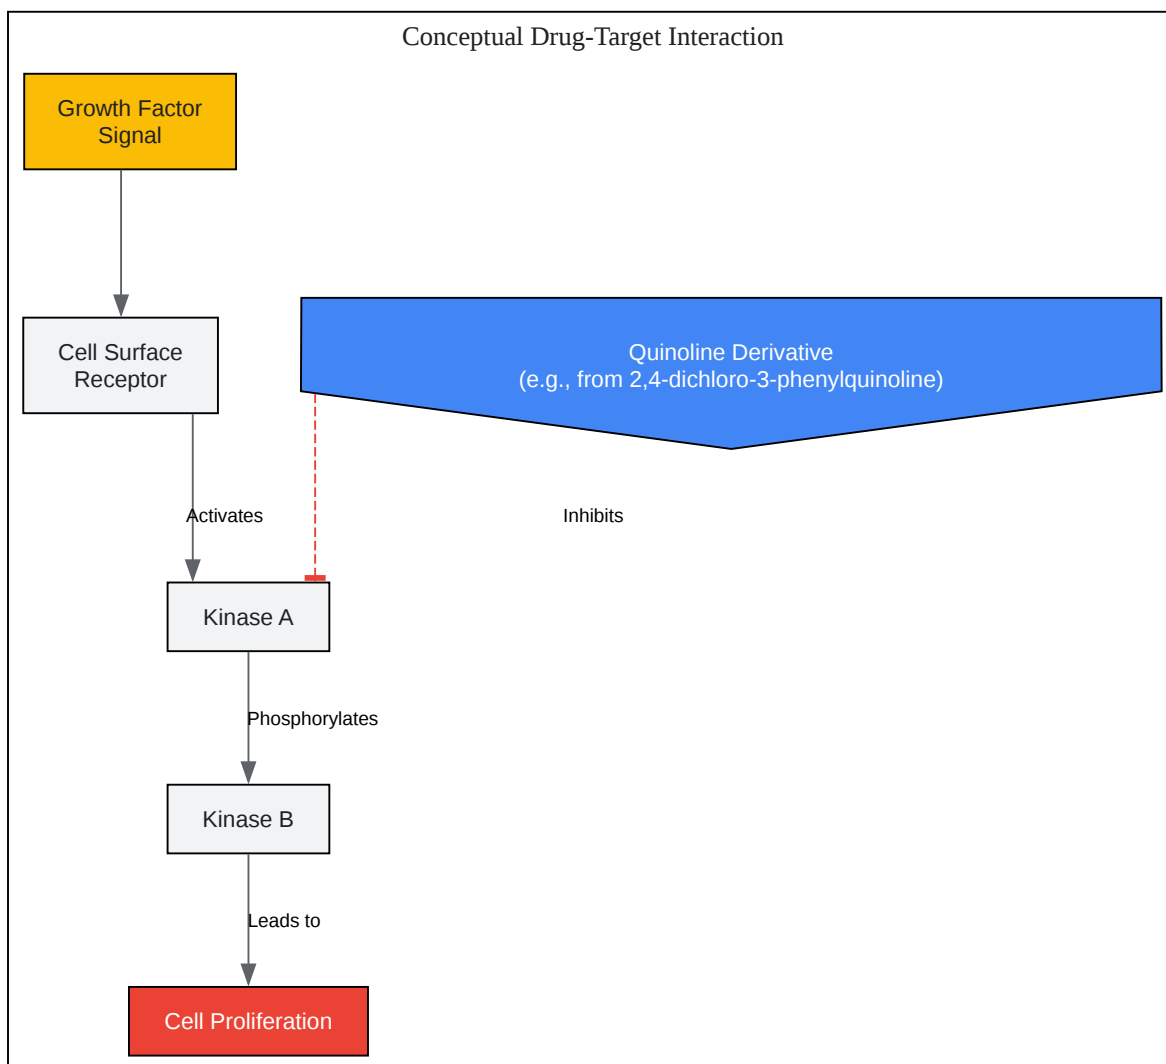 Conceptual Drug-Target Interaction
Growth Factor
Signal
Cell Surface
Receptor
Quinoline Derivative
(e.g., from 2,4-dichloro-3-phenylquinoline)
Activates
Inhibits
Kinase A
Phosphorylates
Kinase B
Leads to
Cell Proliferation